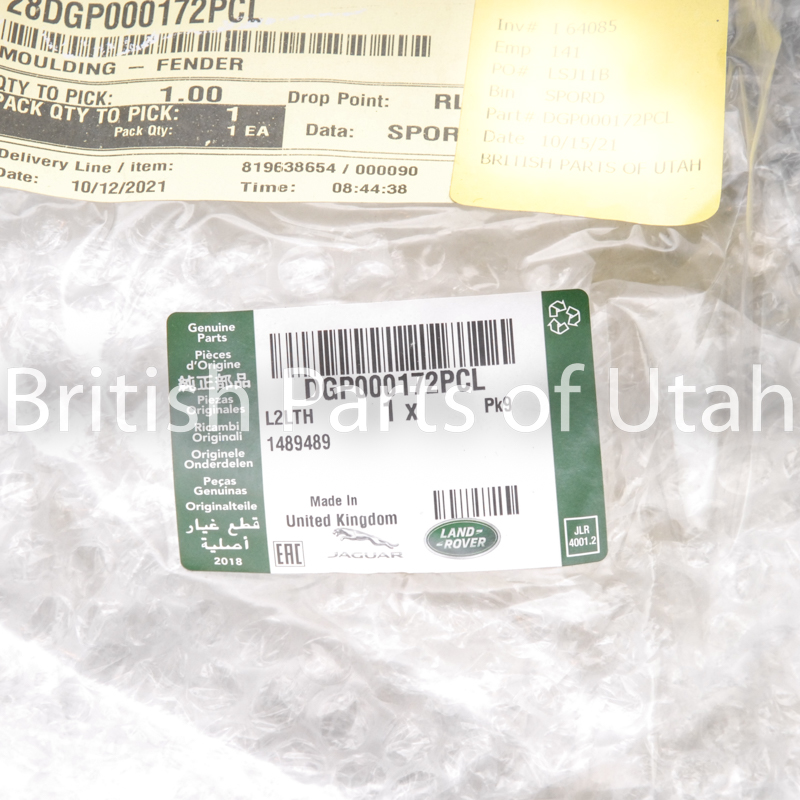 28DGP000172PCL
MOULDING - FENDER
QTY TO PICK: 1.00
PACK QTY TO PICK: 1
Pack Qty: 1 EA
Drop Point:
Data: SPORD
Delivery Line / item: 819638654 / 000090
Date: 10/12/2021 Time: 08:44:38
Inv#
Emp 141
PO#
Bin: SPORD
Part# DGP000172PCL
Date: 10/15/21
BRITISH PARTS OF UTAH
Genuine
Parts
Pièces
d'Origine
純正部品
Piezas
Originales
Ricambi
Originali
Originele
Onderdelen
Peças
Genuinas
Originalteile
قطع غيار
أصلية
2018
DGP000172PCL
L2LTH 1 x Pk9
1489489
Made In
United Kingdom
EAC
JAGUAR
LAND-
-ROVER
JLR
4001.2
British Parts of Utah